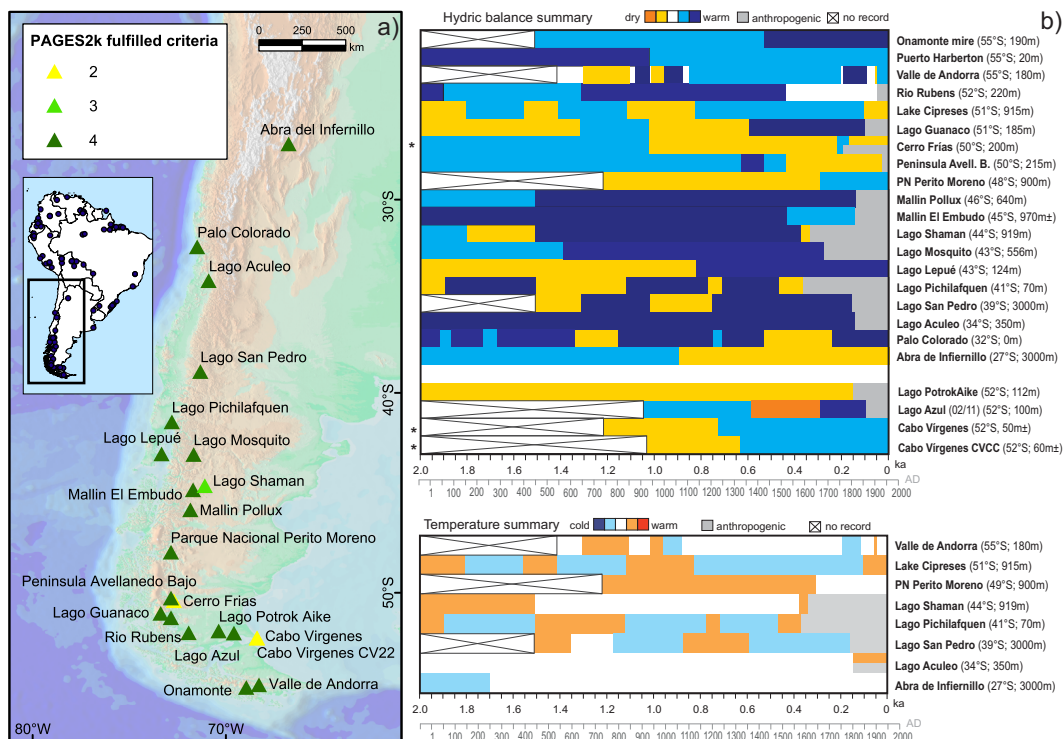 a)
0 250 500
km
PAGES2k fulfilled criteria
2
3
4
Abra del Infernillo
30°S
Palo Colorado
Lago Aculeo
Lago San Pedro
40°S
Lago Pichilafquen
Lago Lepué
Lago Mosquito
Lago Shaman
Mallin El Embudo
Mallin Pollux
Parque Nacional Perito Moreno
Peninsula Avellanedo Bajo
50°S
Cerro Frias
Lago Guanaco
Lago Potrok Aike
Rio Rubens
Cabo Virgenes
Lago Azul
Cabo Virgenes CV22
Onamonte
Valle de Andorra
80°W
70°W
b)
Hydric balance summary
dry warm anthropogenic no record
Onamonte mire (55°S; 190m)
Puerto Harberton (55°S; 20m)
Valle de Andorra (55°S; 180m)
Rio Rubens (52°S; 220m)
Lake Cipreses (51°S; 915m)
Lago Guanaco (51°S; 185m)
* Cerro Frías (50°S; 200m)
Peninsula Avell. B. (50°S; 215m)
PN Perito Moreno (48°S; 900m)
Mallin Pollux (46°S; 640m)
Mallin El Embudo (45°S, 970m±)
Lago Shaman (44°S; 919m)
Lago Mosquito (43°S; 556m)
Lago Lepué (43°S; 124m)
Lago Pichilafquen (41°S; 70m)
Lago San Pedro (39°S; 3000m)
Lago Aculeo (34°S; 350m)
Palo Colorado (32°S; 0m)
Abra de Infiernillo (27°S; 3000m)
Lago PotrokAike (52°S; 112m)
Lago Azul (02/11) (52°S; 100m)
* Cabo Vírgenes (52°S, 50m±)
* Cabo Vírgenes CVCC (52°S; 60m±)
2.0 1.8 1.6 1.4 1.2 1.0 0.8 0.6 0.4 0.2 0
ka
AD
1 100 200 300 400 500 600 700 800 900 1000 1100 1200 1300 1400 1500 1600 1700 1800 1900 2000
Temperature summary
cold warm anthropogenic no record
Valle de Andorra (55°S; 180m)
Lake Cipreses (51°S; 915m)
PN Perito Moreno (49°S; 900m)
Lago Shaman (44°S; 919m)
Lago Pichilafquen (41°S; 70m)
Lago San Pedro (39°S; 3000m)
Lago Aculeo (34°S; 350m)
Abra de Infiernillo (27°S; 3000m)
2.0 1.8 1.6 1.4 1.2 1.0 0.8 0.6 0.4 0.2 0
ka
AD
1 100 200 300 400 500 600 700 800 900 1000 1100 1200 1300 1400 1500 1600 1700 1800 1900 2000